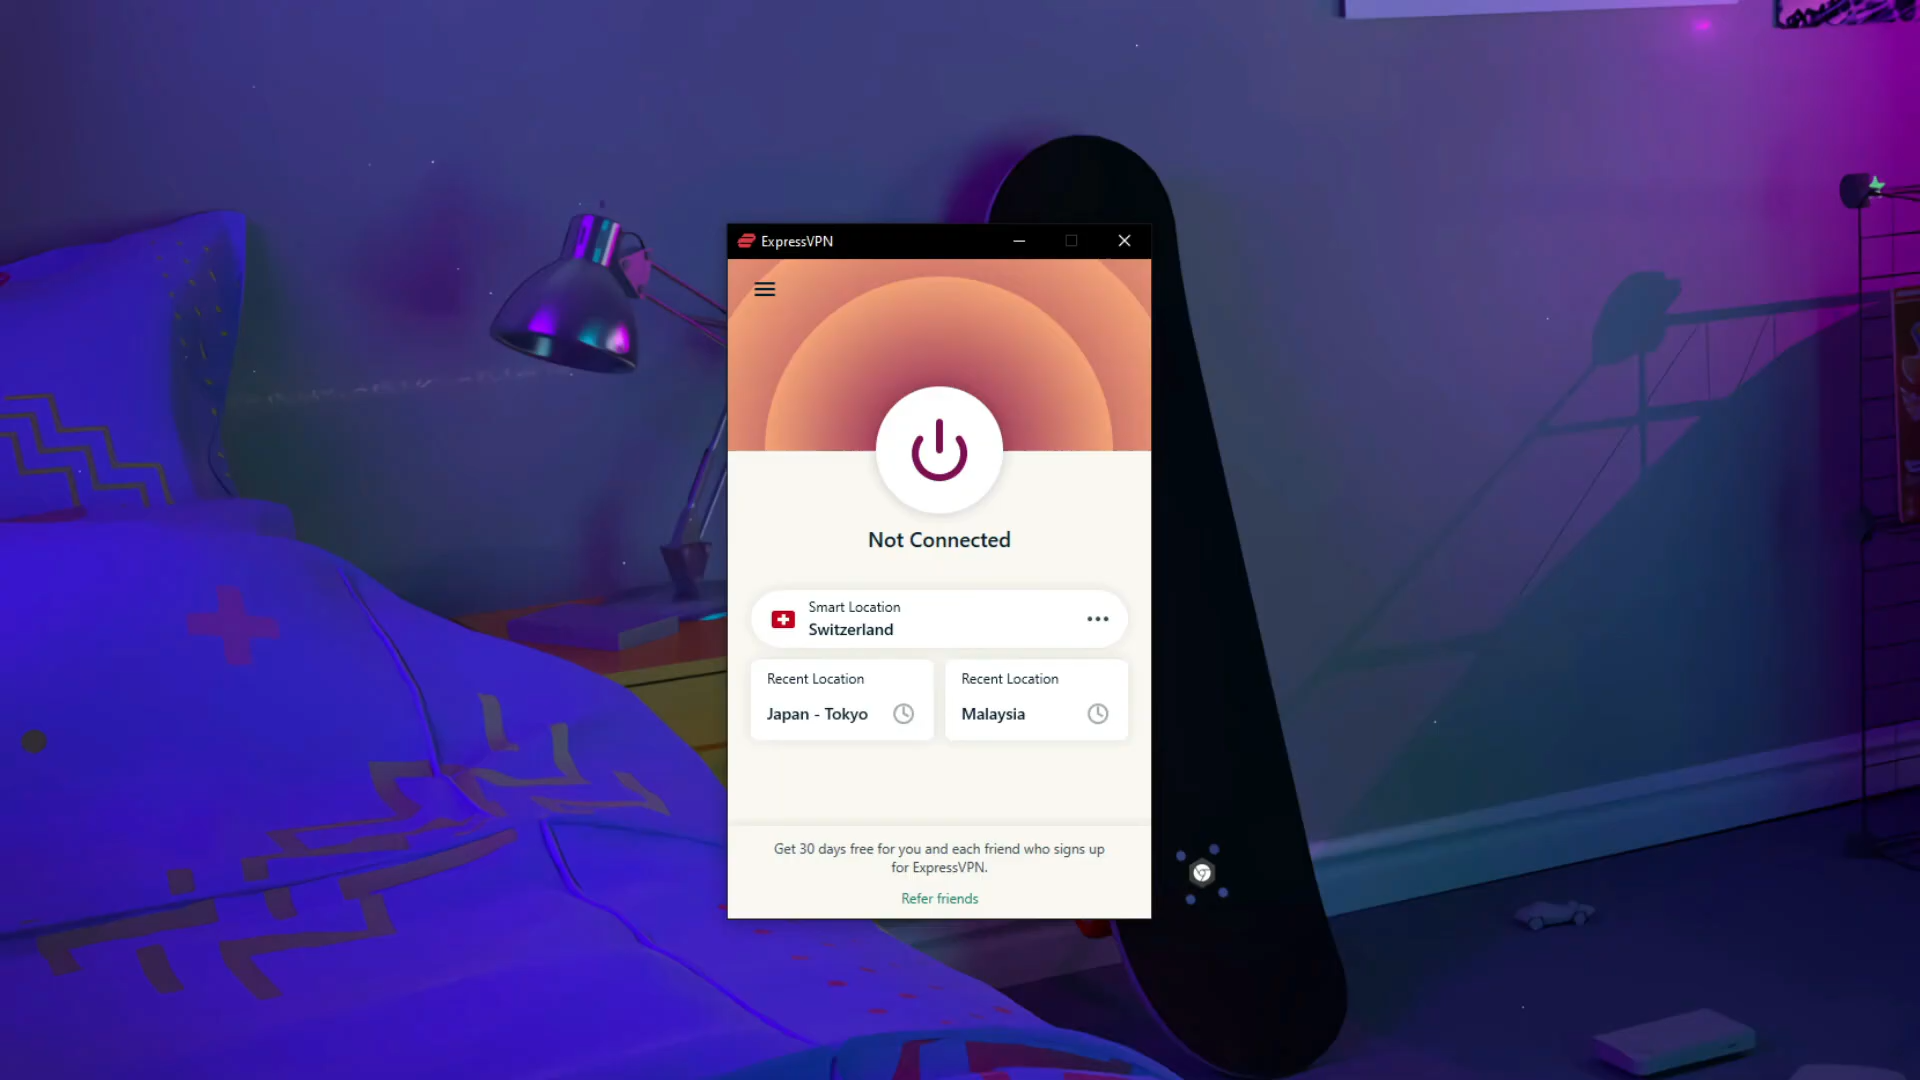 ExpressVPN
Not Connected
Smart Location
Switzerland
Recent Location
Japan - Tokyo
Recent Location
Malaysia
Get 30 days free for you and each friend who signs up
for ExpressVPN.
Refer friends